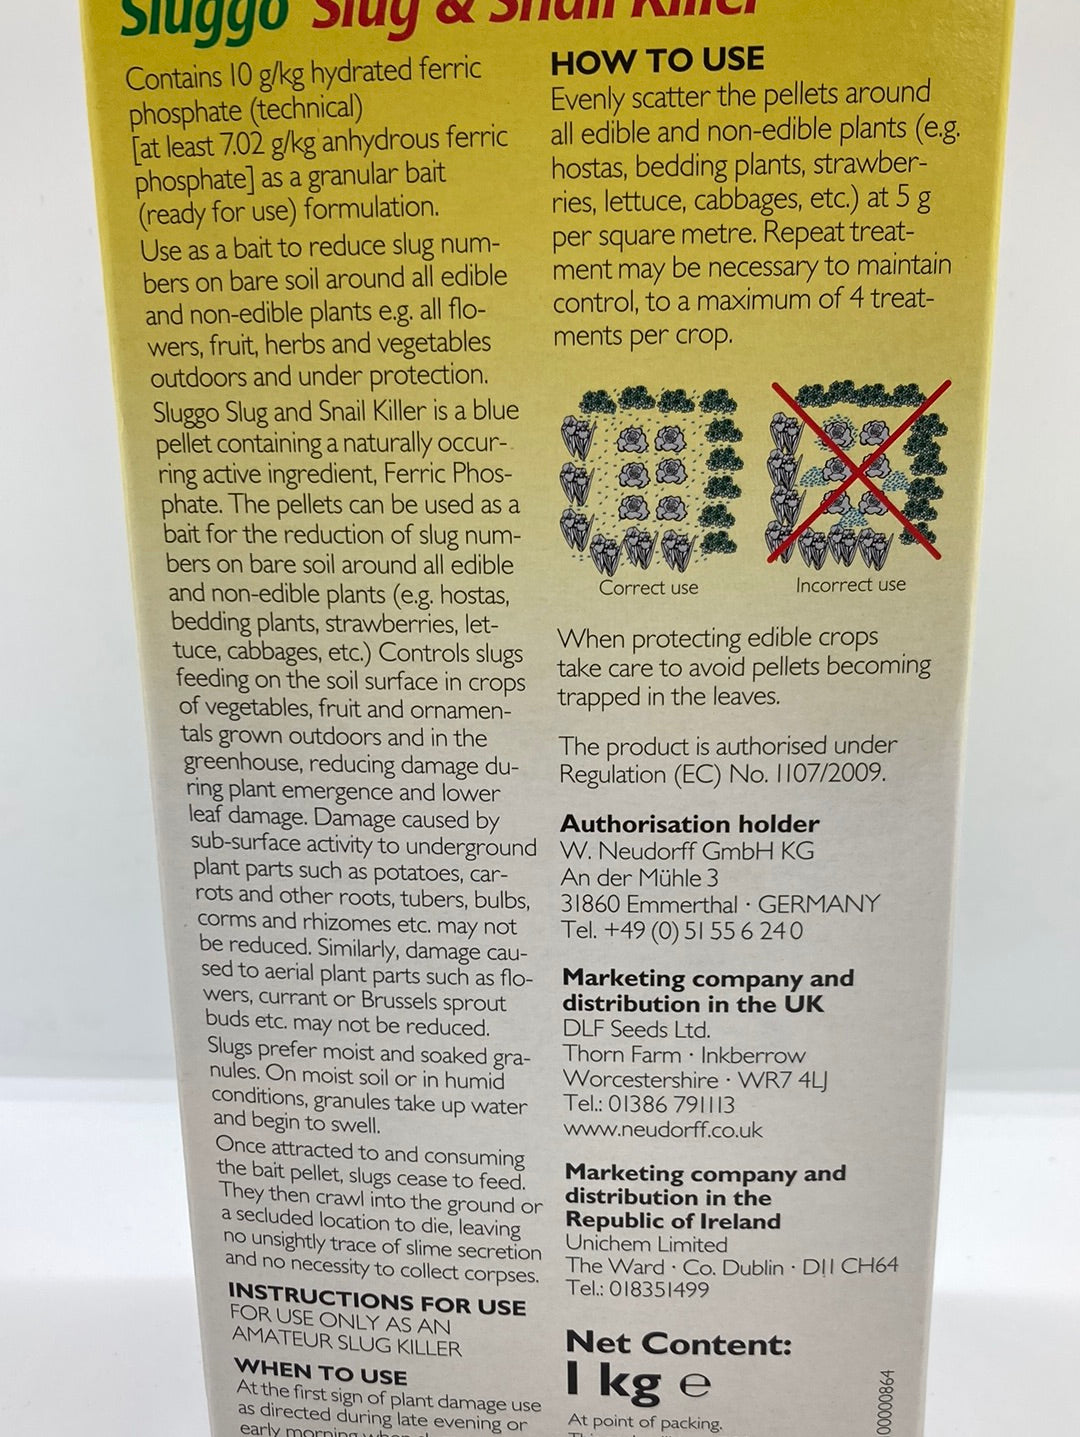 Sluggo Slug & Snail Killer
Contains 10 g/kg hydrated ferric
phosphate (technical)
[at least 7.02 g/kg anhydrous ferric
phosphate] as a granular bait
(ready for use) formulation.
Use as a bait to reduce slug num-
bers on bare soil around all edible
and non-edible plants e.g. all flo-
wers, fruit, herbs and vegetables
outdoors and under protection.
Sluggo Slug and Snail Killer is a blue
pellet containing a naturally occur-
ring active ingredient, Ferric Phos-
phate. The pellets can be used as a
bait for the reduction of slug num-
bers on bare soil around all edible
and non-edible plants (e.g. hostas,
bedding plants, strawberries, let-
tuce, cabbages, etc.) Controls slugs
feeding on the soil surface in crops
of vegetables, fruit and ornamen-
tals grown outdoors and in the
greenhouse, reducing damage du-
ring plant emergence and lower
leaf damage. Damage caused by
sub-surface activity to underground
plant parts such as potatoes, car-
rots and other roots, tubers, bulbs,
corms and rhizomes etc. may not
be reduced. Similarly, damage cau-
sed to aerial plant parts such as flo-
wers, currant or Brussels sprout
buds etc. may not be reduced.
Slugs prefer moist and soaked gra-
nules. On moist soil or in humid
conditions, granules take up water
and begin to swell.
Once attracted to and consuming
the bait pellet, slugs cease to feed.
They then crawl into the ground or
a secluded location to die, leaving
no unsightly trace of slime secretion
and no necessity to collect corpses.
INSTRUCTIONS FOR USE
FOR USE ONLY AS AN
AMATEUR SLUG KILLER
WHEN TO USE
At the first sign of plant damage use
as directed during late evening or
early morning when
HOW TO USE
Evenly scatter the pellets around
all edible and non-edible plants (e.g.
hostas, bedding plants, strawber-
ries, lettuce, cabbages, etc.) at 5 g
per square metre. Repeat treat-
ment may be necessary to maintain
control, to a maximum of 4 treat-
ments per crop.
Correct use
Incorrect use
When protecting edible crops
take care to avoid pellets becoming
trapped in the leaves.
The product is authorised under
Regulation (EC) No. 1107/2009.
Authorisation holder
W. Neudorff GmbH KG
An der Mühle 3
31860 Emmerthal · GERMANY
Tel. +49 (0) 51 55 6 24 0
Marketing company and
distribution in the UK
DLF Seeds Ltd.
Thorn Farm · Inkberrow
Worcestershire · WR7 4LJ
Tel.: 01386 791113
www.neudorff.co.uk
Marketing company and
distribution in the
Republic of Ireland
Unichem Limited
The Ward · Co. Dublin · D11 CH64
Tel.: 018351499
Net Content:
1 kg e
At point of packing.
00000864